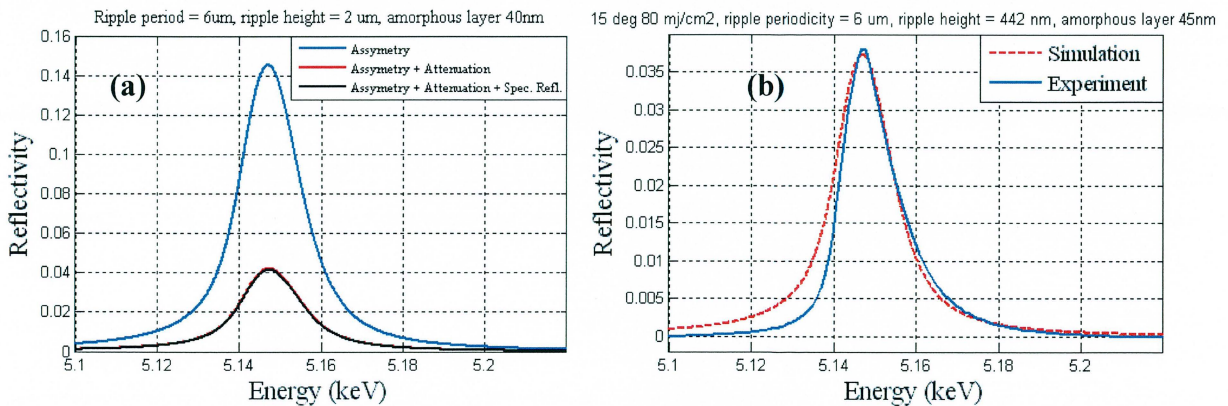 Ripple period = 6um, ripple height = 2 um, amorphous layer 40nm
(a)
Assymetry
Assymetry + Attenuation
Assymetry + Attenuation + Spec. Refl.
Reflectivity
0.16
0.14
0.12
0.1
0.08
0.06
0.04
0.02
0
5.1
5.12
5.14
5.16
5.18
5.2
Energy (keV)
15 deg 80 mj/cm2, ripple periodicity = 6 um, ripple height = 442 nm, amorphous layer 45nm
(b)
Simulation
Experiment
Reflectivity
0.035
0.03
0.025
0.02
0.015
0.01
0.005
0
5.1
5.12
5.14
5.16
5.18
5.2
Energy (keV)